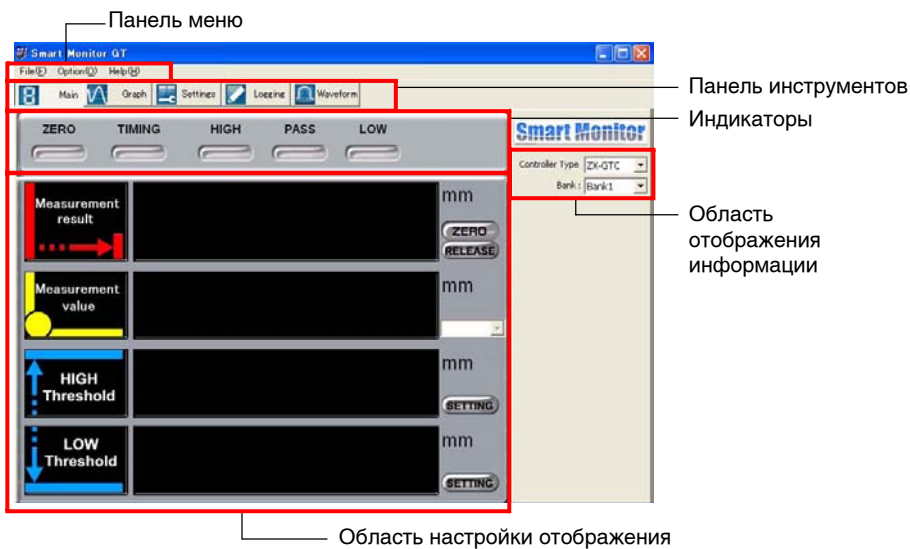 Панель меню
Smart Monitor GT
File(F) Option(O) Help(H)
Main Graph Settings Logging Waveform
Панель инструментов
ZERO TIMING HIGH PASS LOW
Индикаторы
Smart Monitor
Controller Type ZX-GTC
Bank: Bank1
Область
отображения
информации
Measurement
result
mm
ZERO
RELEASE
Measurement
value
mm
HIGH
Threshold
mm
SETTING
LOW
Threshold
mm
SETTING
Область настройки отображения